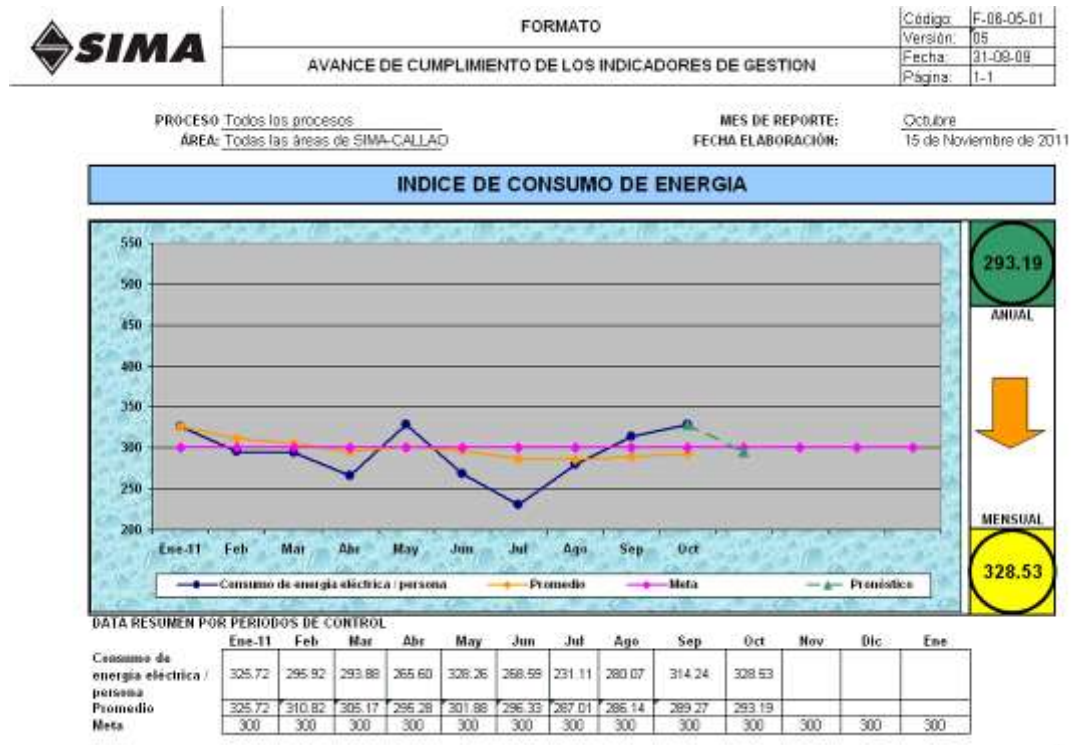 SIMA
FORMATO
AVANCE DE CUMPLIMIENTO DE LOS INDICADORES DE GESTION
Código: F-06-05-01
Versión: 05
Fecha: 31-08-09
Página: 1-1
PROCESO Todos los procesos
ÁREA: Todas las áreas de SIMA-CALLAO
MES DE REPORTE: Octubre
FECHA ELABORACIÓN: 15 de Noviembre de 2011
INDICE DE CONSUMO DE ENERGIA
550
500
450
400
350
300
250
200
Ene-11 Feb Mar Abr May Jun Jul Ago Sep Oct
Consumo de energía eléctrica / persona Promedio Meta Pronóstico
293.19
ANUAL
MENSUAL
328.53
DATA RESUMEN POR PERIODOS DE CONTROL
Ene-11 Feb Mar Abr May Jun Jul Ago Sep Oct Nov Dic Ene
Consumo de
energía eléctrica /
persona
325.72 295.92 293.88 265.60 328.26 268.59 231.11 280.07 314.24 328.53
Promedio 325.72 310.82 305.17 295.28 301.88 296.33 287.01 286.14 289.27 293.19
Meta 300 300 300 300 300 300 300 300 300 300 300 300 300